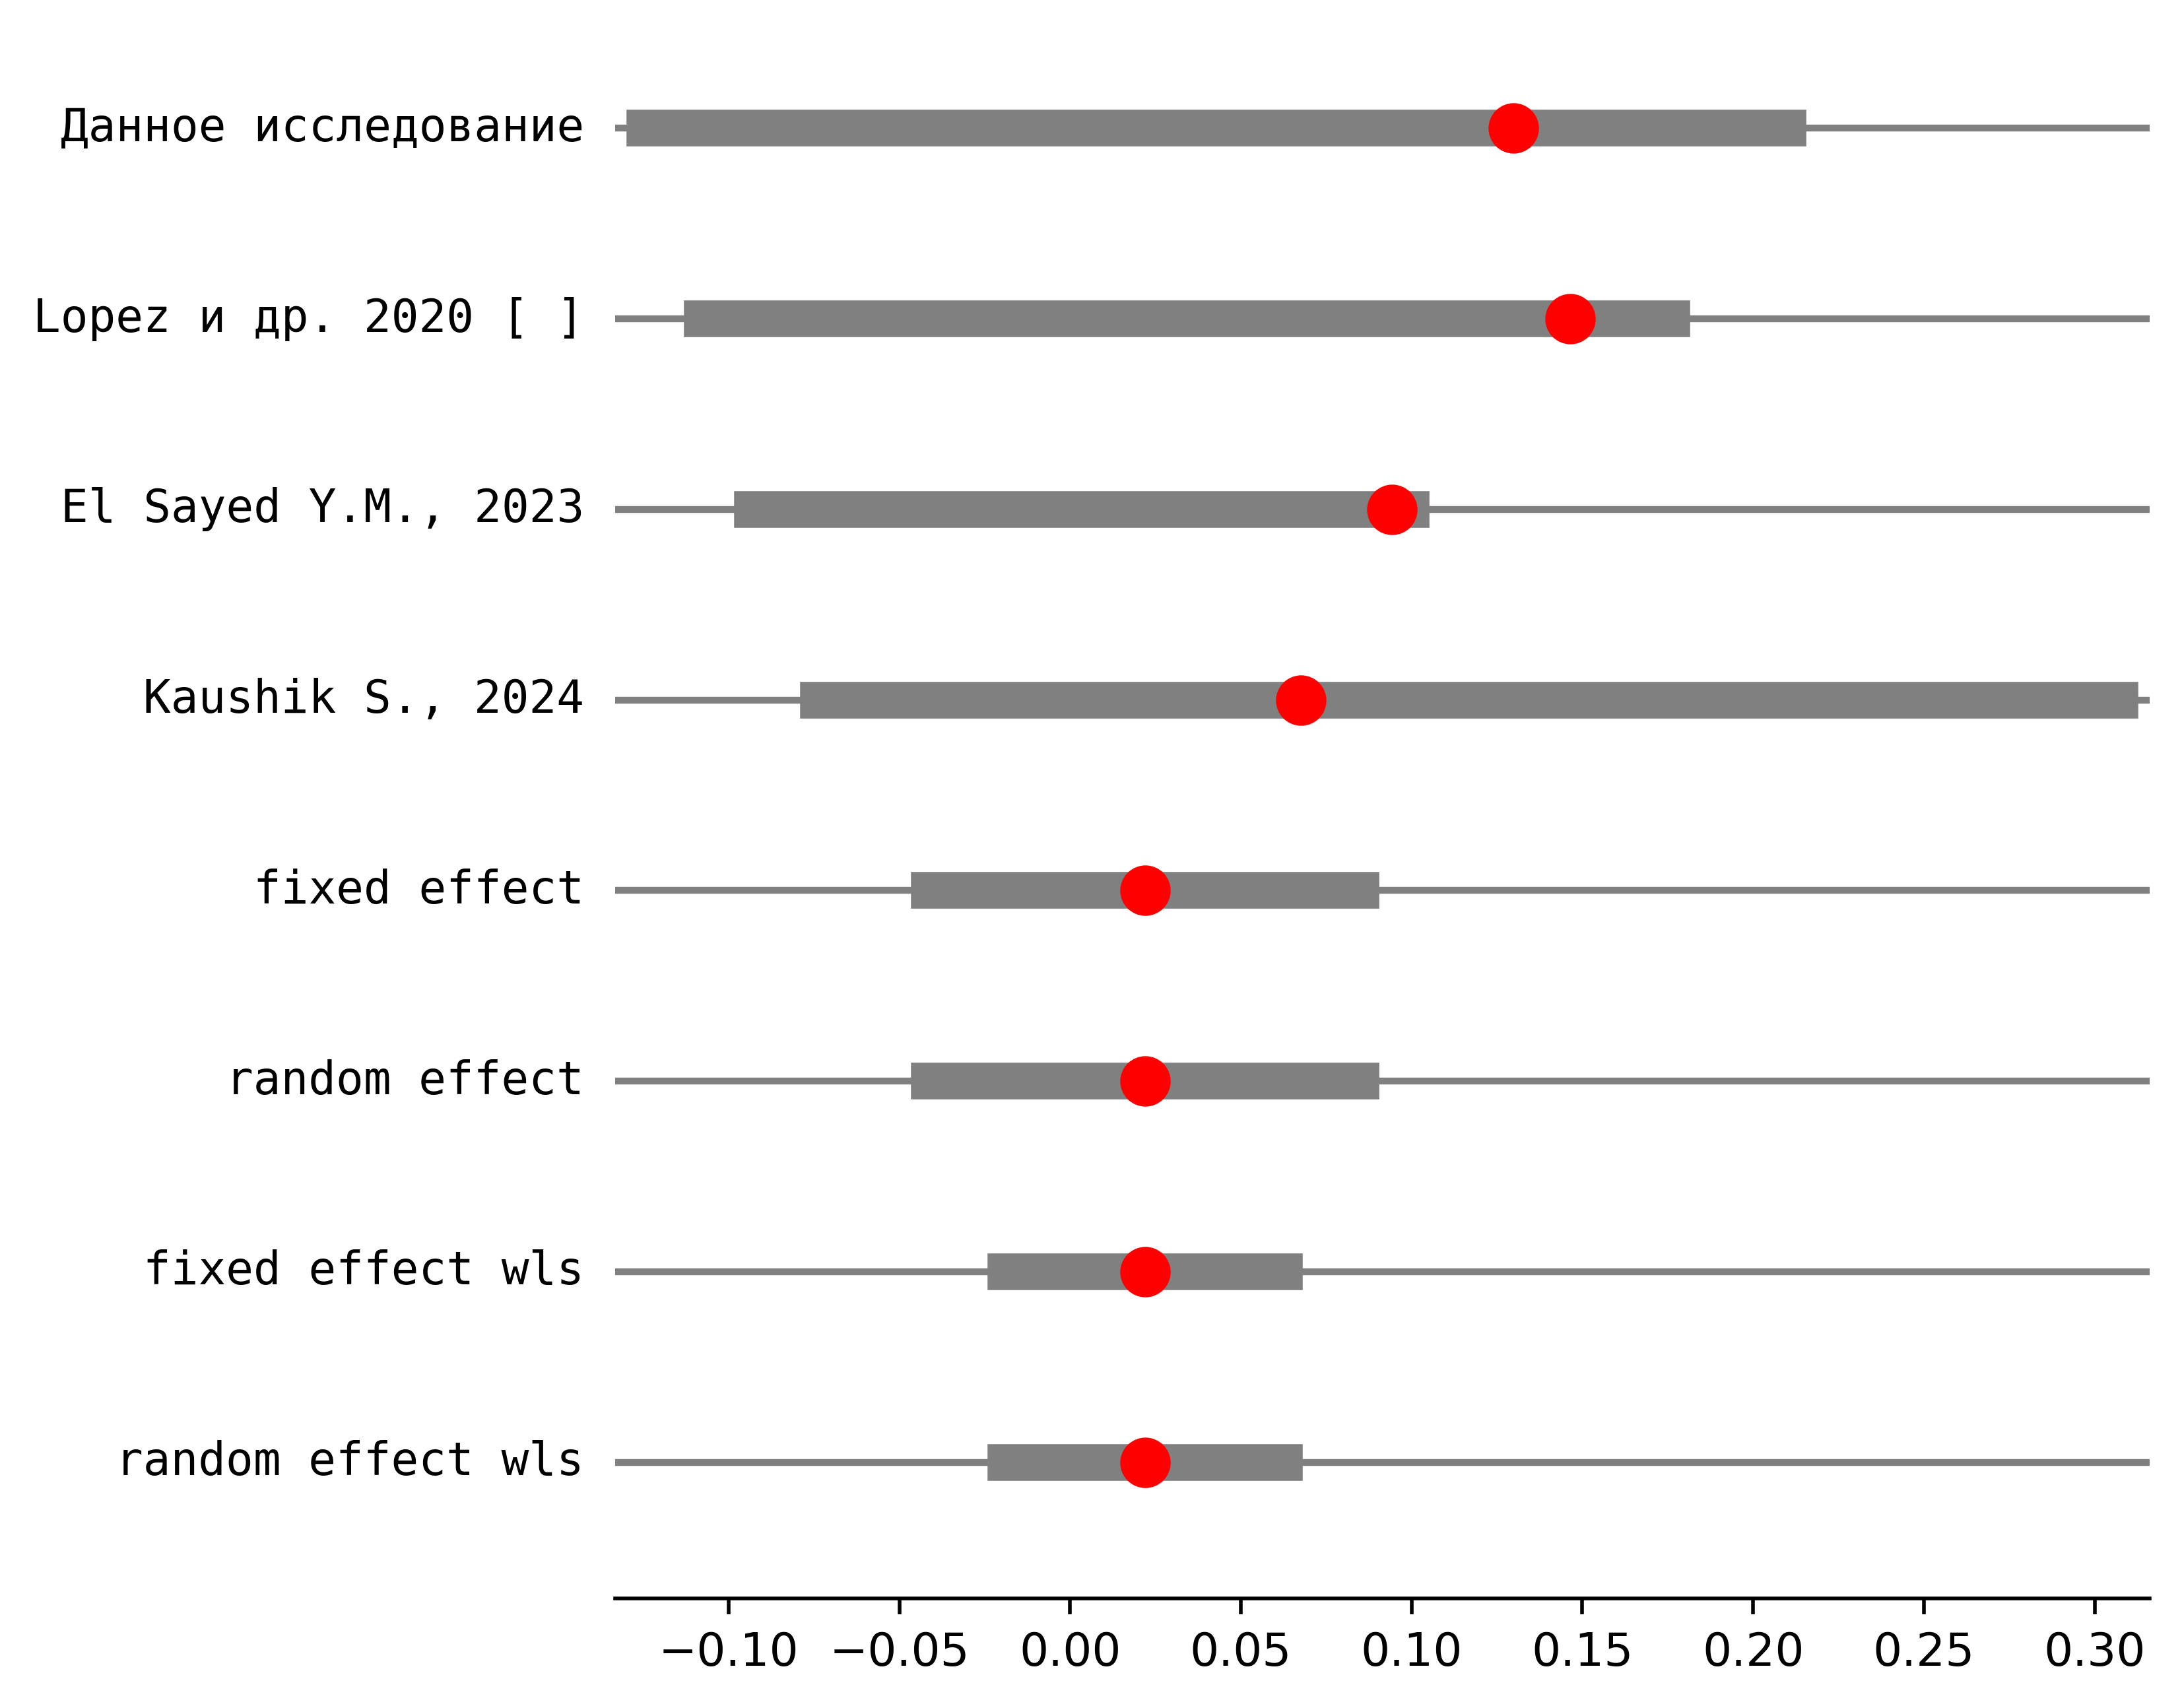 Данное исследование
Lopez и др. 2020 [ ]
El Sayed Y.M., 2023
Kaushik S., 2024
fixed effect
random effect
fixed effect wls
random effect wls
−0.10 −0.05 0.00 0.05 0.10 0.15 0.20 0.25 0.30